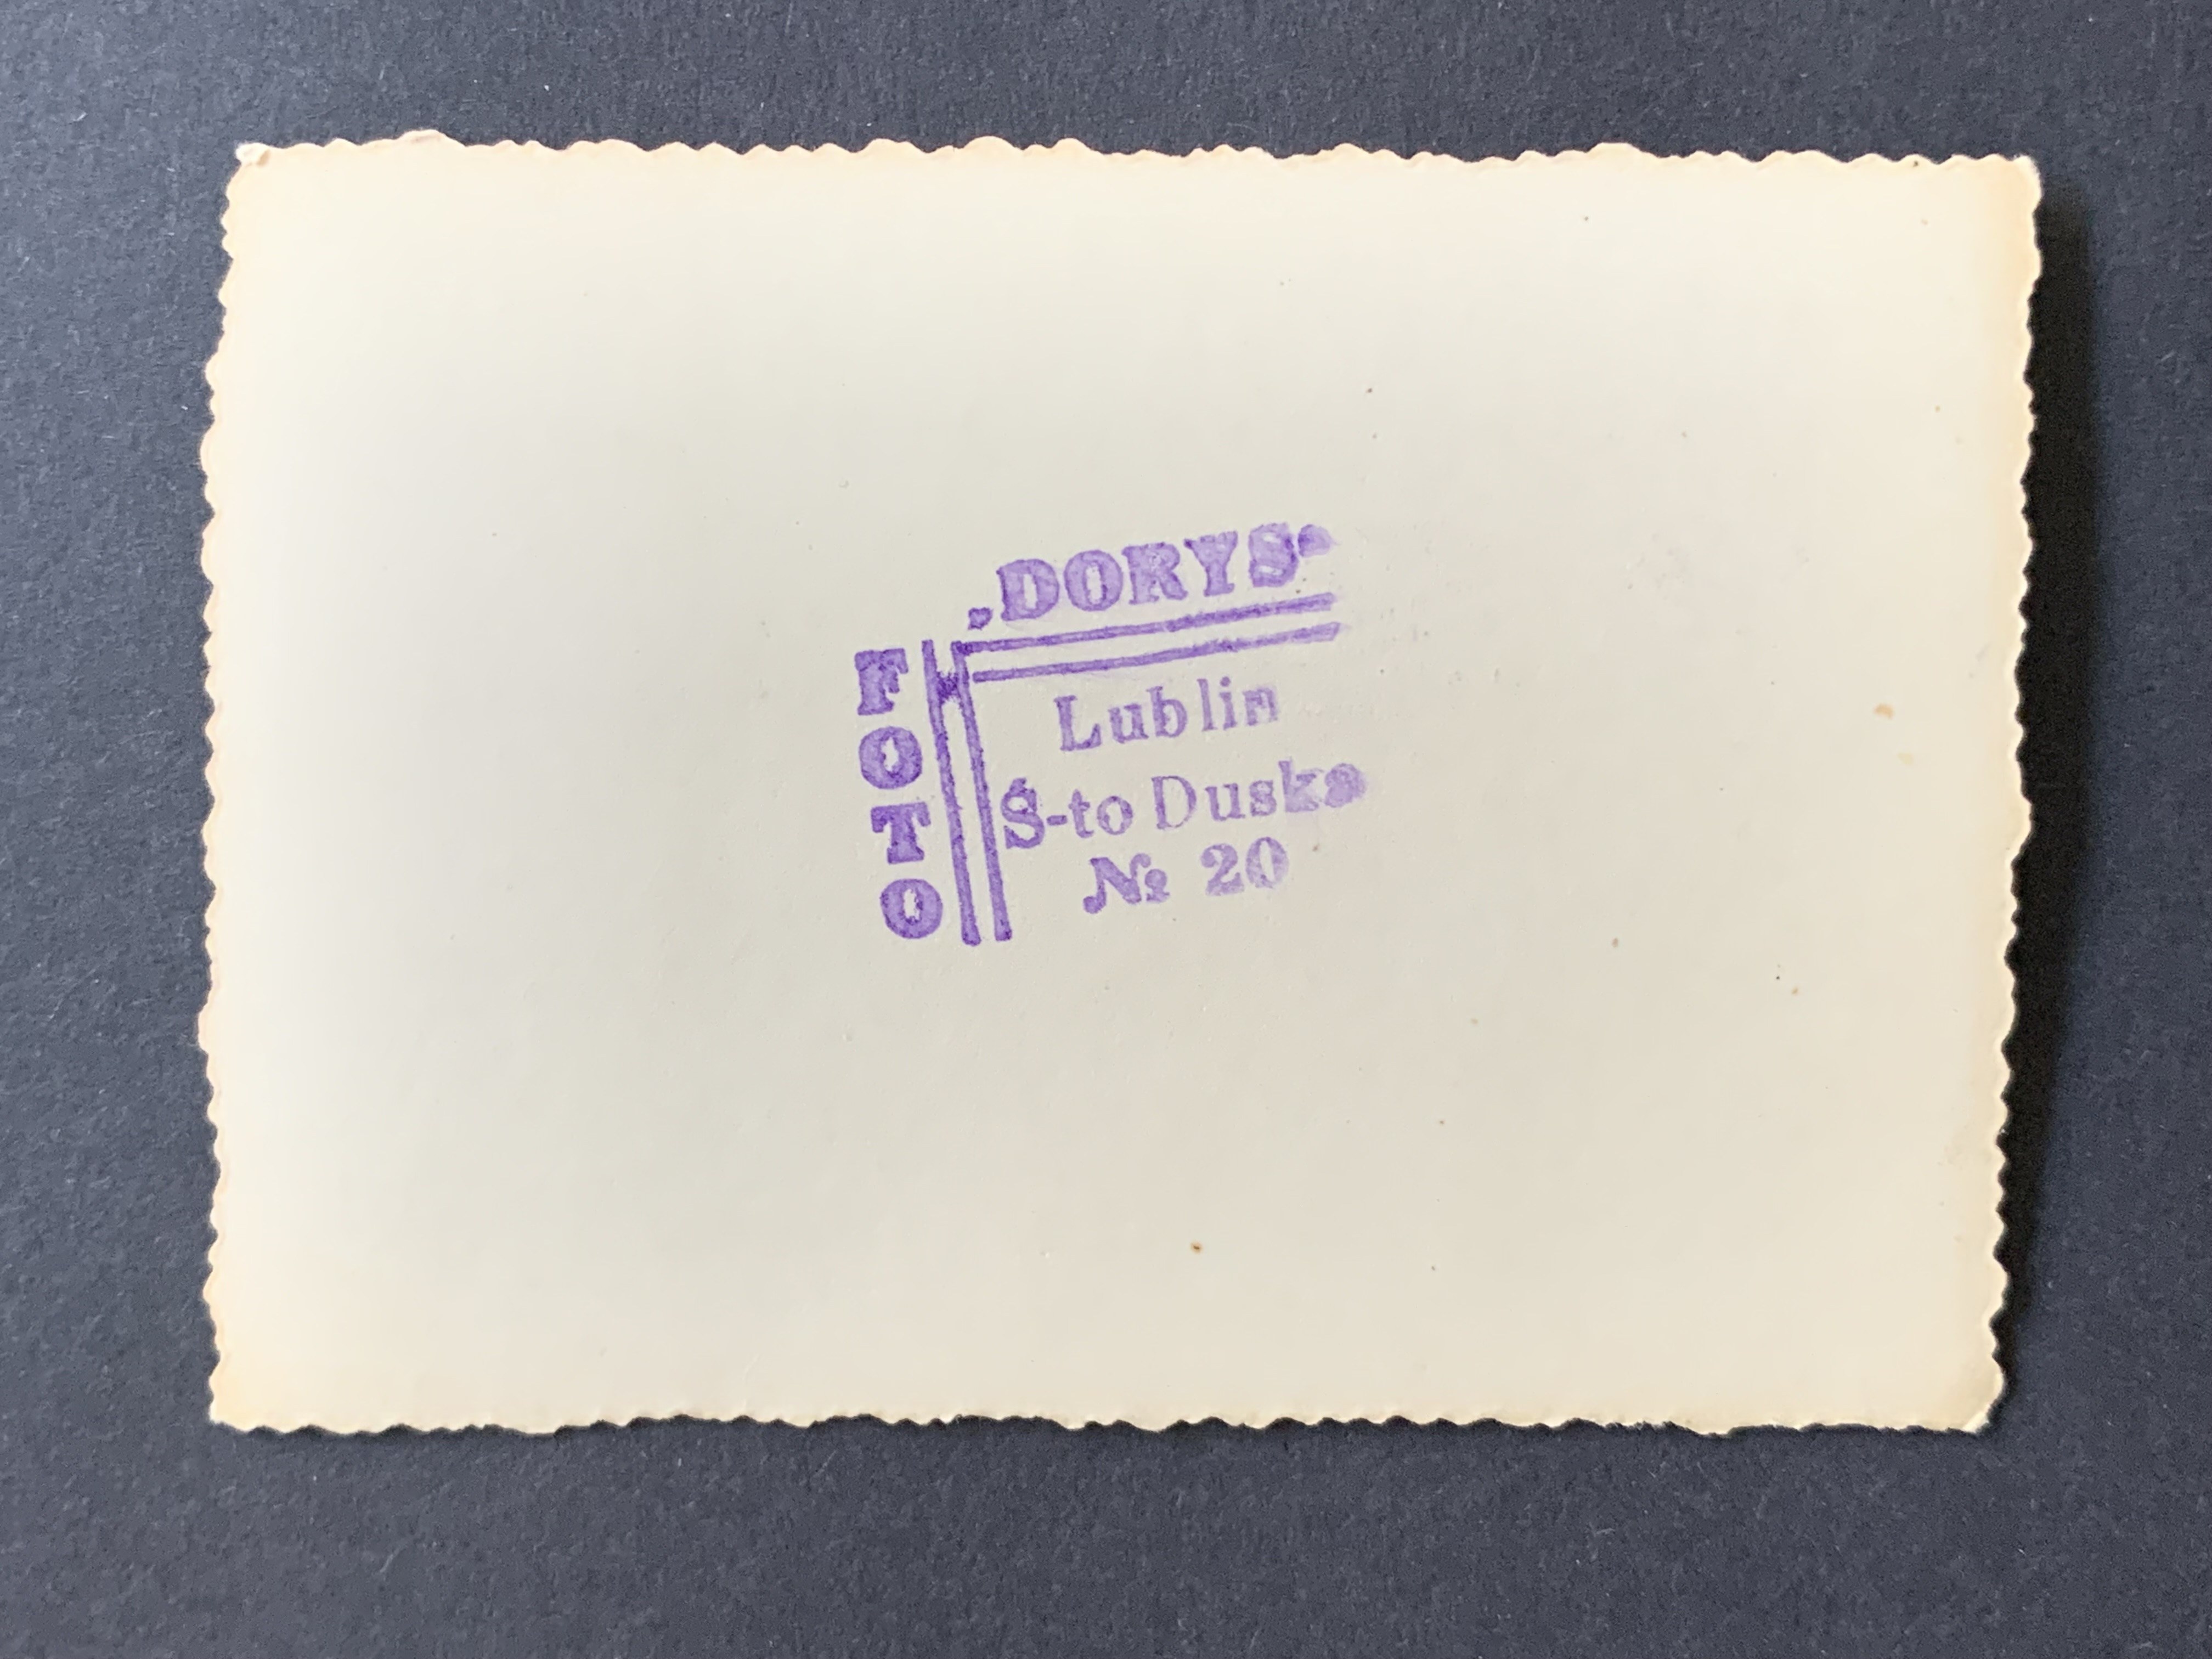 „DORYS"
FOTO
Lublin
Ś-to Duska
№ 20